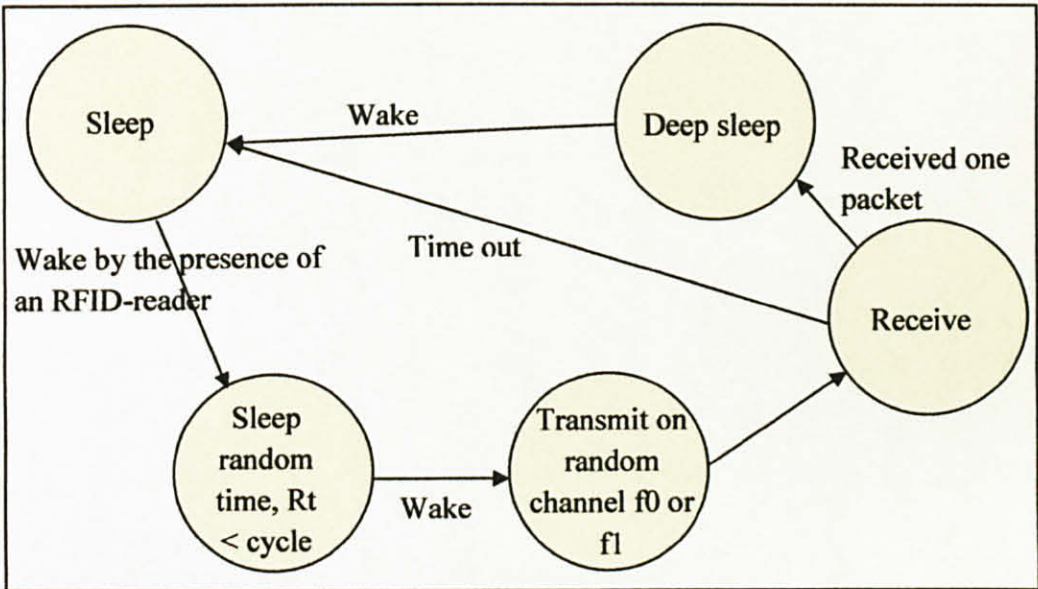 Sleep
Wake
Deep sleep
Received one
packet
Wake by the presence of
an RFID-reader
Time out
Receive
Sleep
random
time, Rt
< cycle
Wake
Transmit on
random
channel f0 or
f1